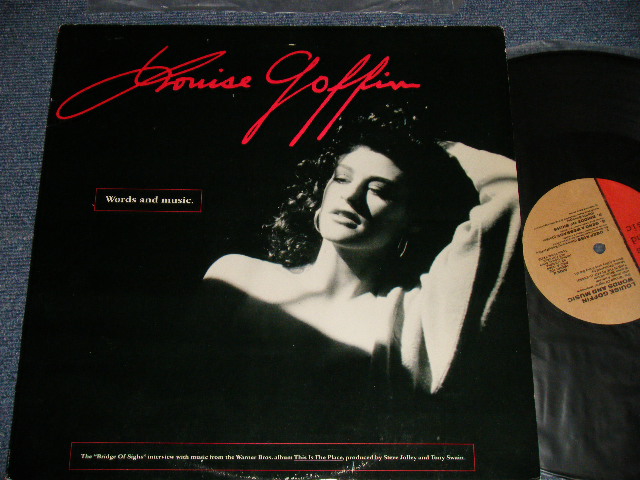 Louise Goffin
Words and music.
The "Bridge Of Sighs" interview with music from the Warner Bros. album This Is The Place, produced by Steve Jolley and Tony Swain.
LOUISE GOFFIN
WORDS AND MUSIC